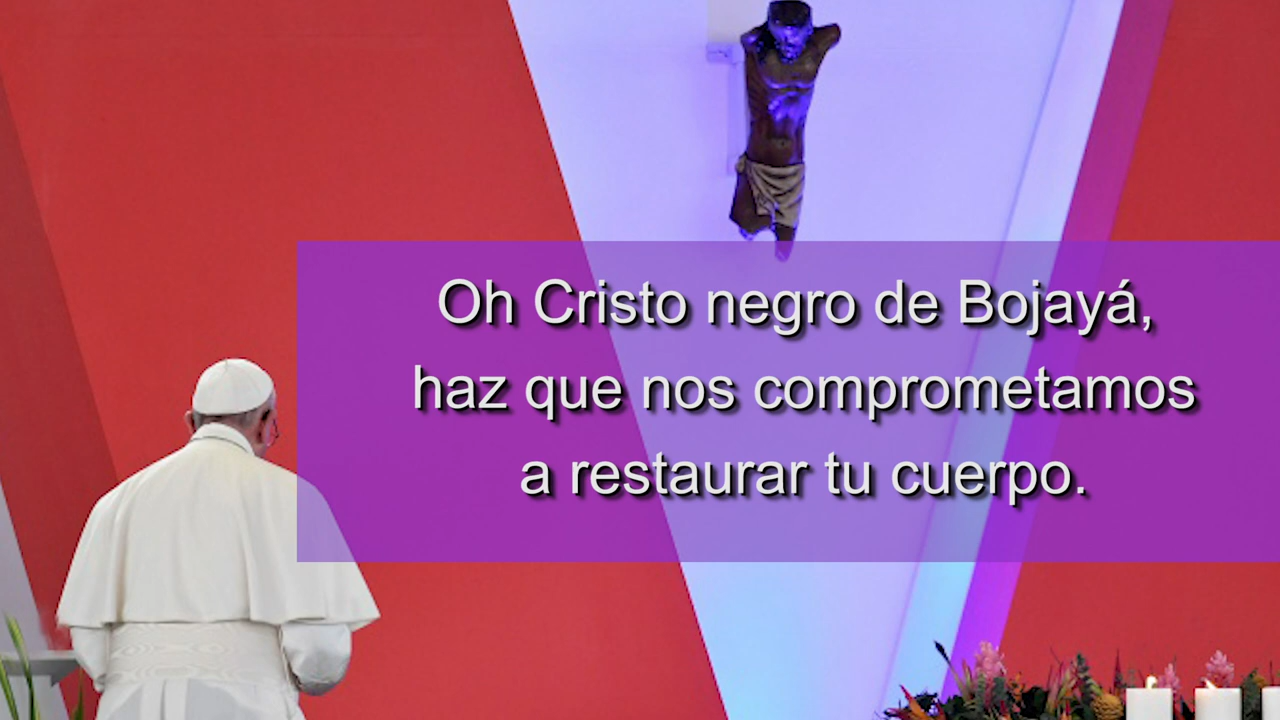 Oh Cristo negro de Bojayá,
haz que nos comprometamos
a restaurar tu cuerpo.